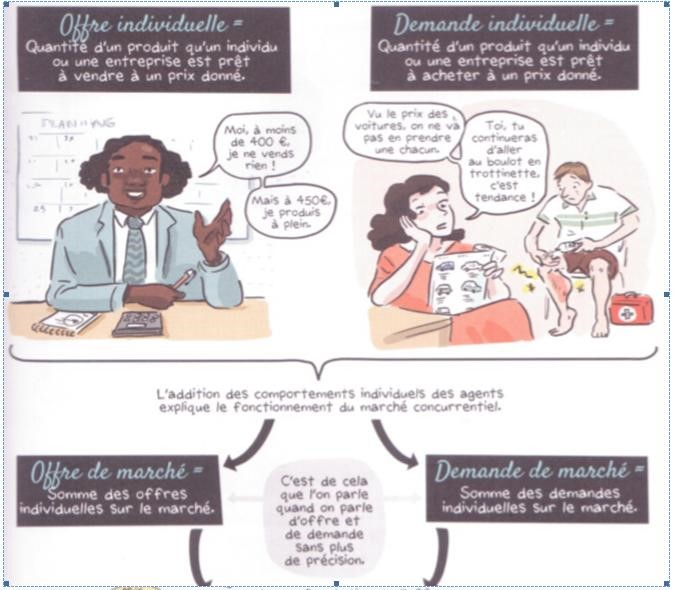 Offre individuelle =
Quantité d'un produit qu'un individu
ou une entreprise est prêt
à vendre à un prix donné.
Demande individuelle =
Quantité d'un produit qu'un individu
ou une entreprise est prêt
à acheter à un prix donné.
Moi, à moins
de 400 €,
je ne vends
rien !
Mais à 450€,
je produis
à plein.
Vu le prix des
voitures, on ne va
pas en prendre
une chacun.
Toi, tu
continueras
d'aller
au boulot en
trottinette,
c'est
tendance !
L'addition des comportements individuels des agents
explique le fonctionnement du marché concurrentiel.
Offre de marché =
Somme des offres
individuelles sur le marché.
C'est de cela
que l'on parle
quand on parle
d'offre et
de demande
sans plus
de précision.
Demande de marché =
Somme des demandes
individuelles sur le marché.